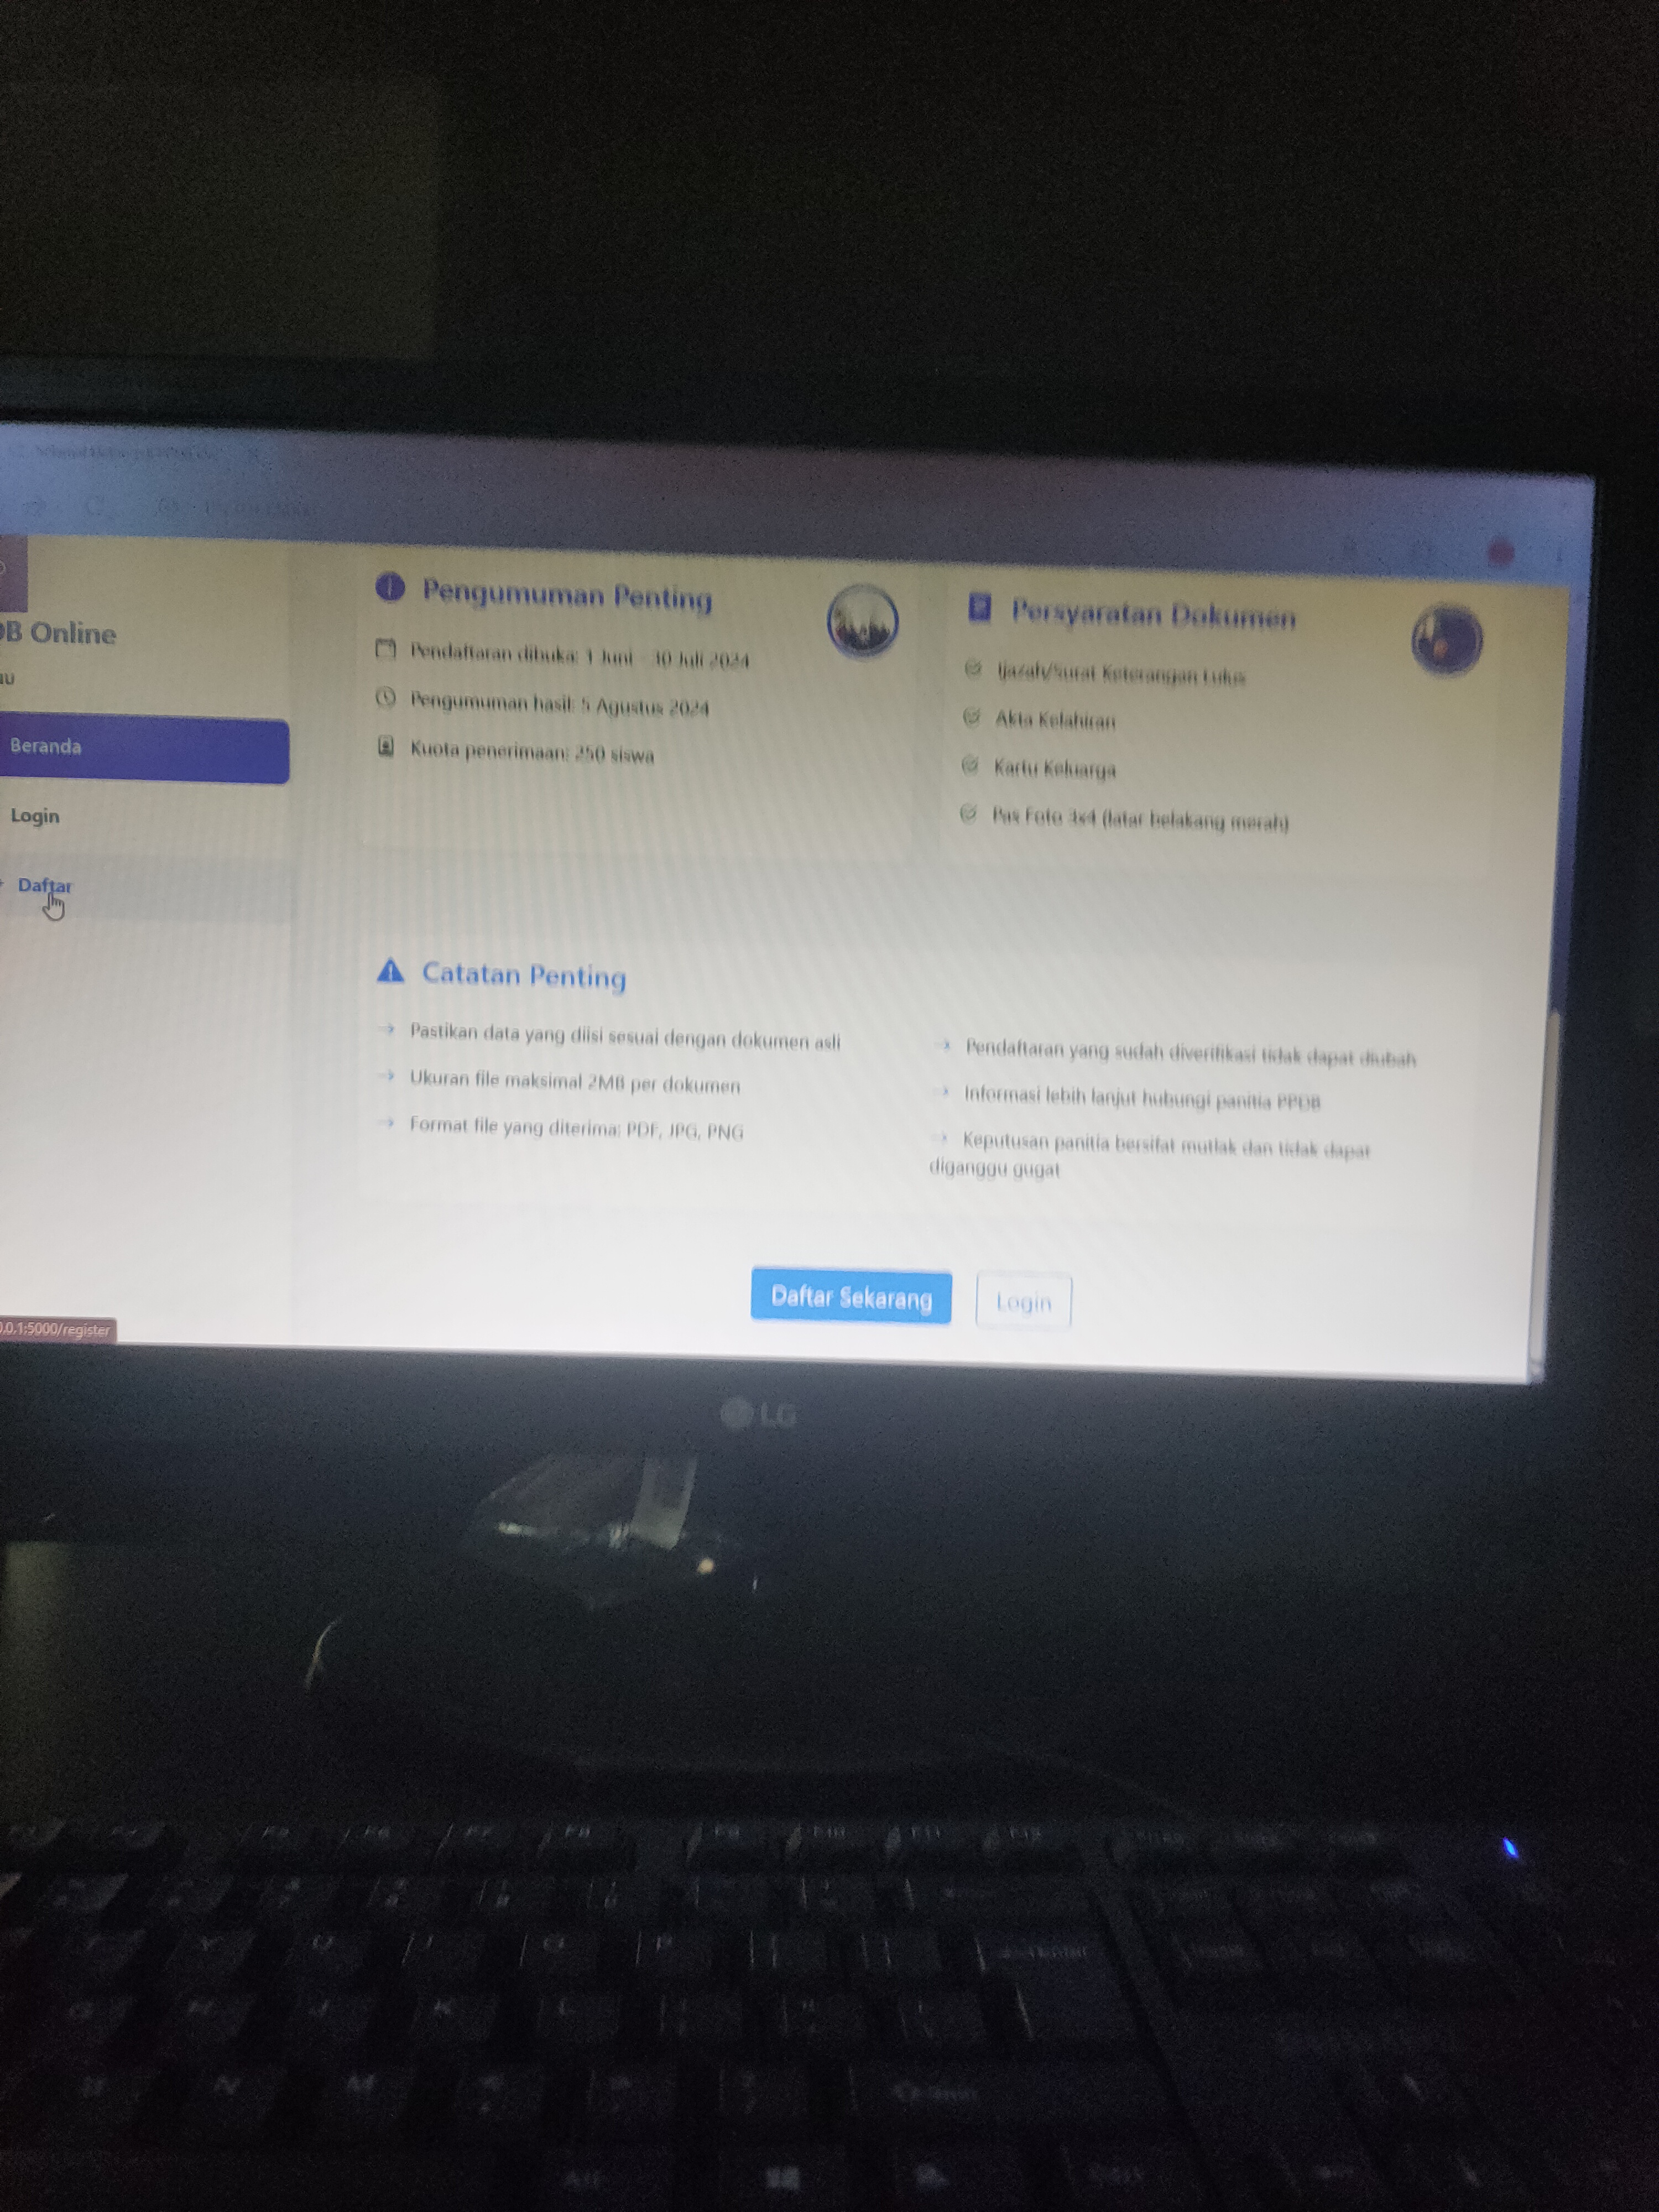 B Online
Beranda
Login
Daftar
Pengumuman Penting
Pendaftaran dibuka: 1 Juni - 30 Juli 2024
Pengumuman hasil: 5 Agustus 2024
Kuota penerimaan: 250 siswa
Persyaratan Dokumen
Ijazah/Surat Keterangan Lulus
Akta Kelahiran
Kartu Keluarga
Pas Foto 3x4 (latar belakang merah)
Catatan Penting
Pastikan data yang diisi sesuai dengan dokumen asli
Ukuran file maksimal 2MB per dokumen
Format file yang diterima: PDF, JPG, PNG
Pendaftaran yang sudah diverifikasi tidak dapat diubah
Informasi lebih lanjut hubungi panitia PPDB
Keputusan panitia bersifat mutlak dan tidak dapat
diganggu gugat
Daftar Sekarang
Login
0.0.1:5000/register
LG